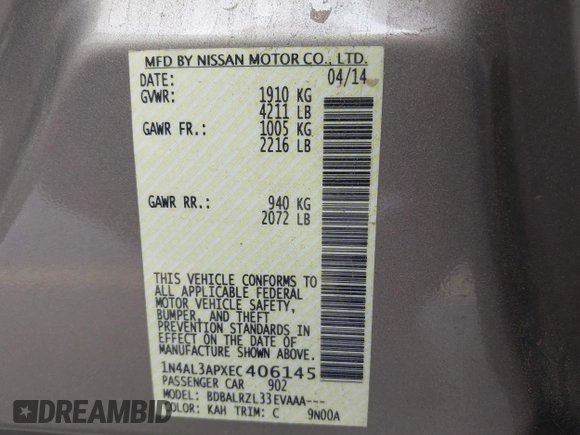 MFD BY NISSAN MOTOR CO., LTD.
DATE: 04/14
GVWR: 1910 KG
4211 LB
GAWR FR.: 1005 KG
2216 LB
GAWR RR.: 940 KG
2072 LB
THIS VEHICLE CONFORMS TO
ALL APPLICABLE FEDERAL
MOTOR VEHICLE SAFETY,
BUMPER, AND THEFT
PREVENTION STANDARDS IN
EFFECT ON THE DATE OF
MANUFACTURE SHOWN ABOVE.
1N4AL3APXEC406145
PASSENGER CAR 902
MODEL: BDBALRZL33EVAAA---
COLOR: KAH TRIM: C 9N00A
DREAMBID